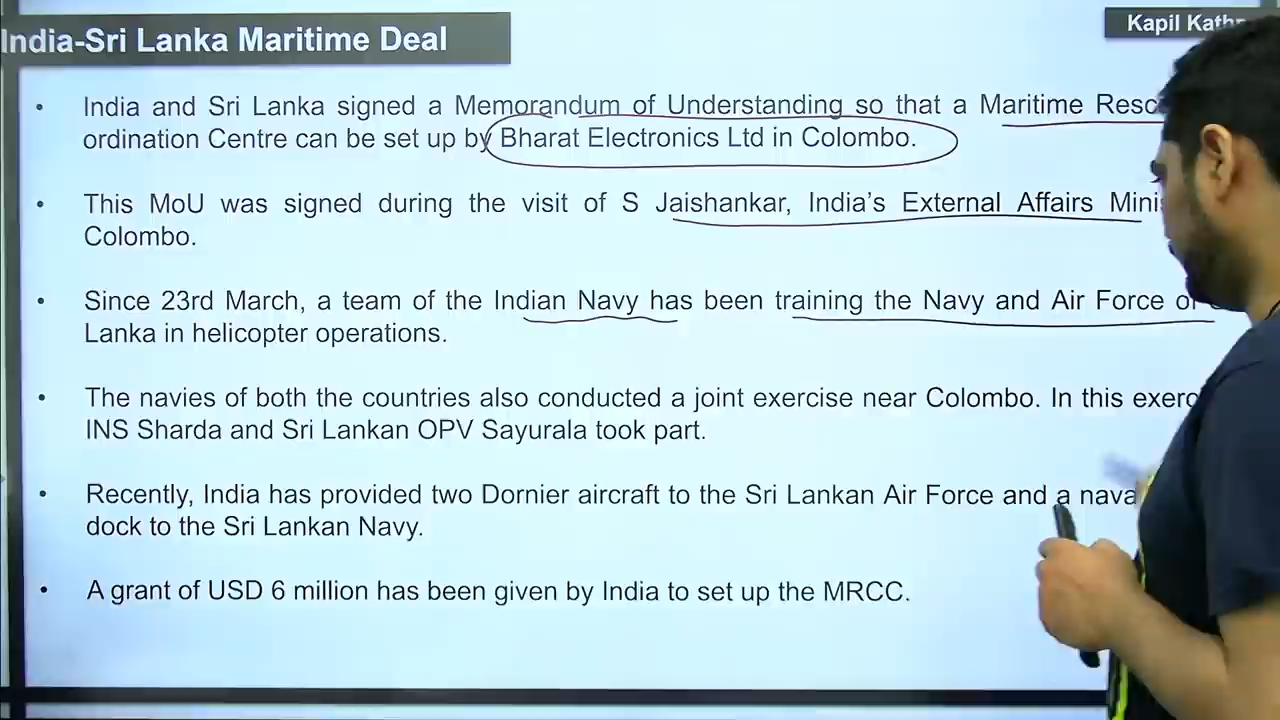 India-Sri Lanka Maritime Deal
Kapil
• India and Sri Lanka signed a Memorandum of Understanding so that a Maritime
ordination Centre can be set up by Bharat Electronics Ltd in Colombo.
• This MoU was signed during the visit of S Jaishankar, India's External Affairs
Colombo.
• Since 23rd March, a team of the Indian Navy has been training the Navy and Air Force of
Lanka in helicopter operations.
• The navies of both the countries also conducted a joint exercise near Colombo. In this
INS Sharda and Sri Lankan OPV Sayurala took part.
• Recently, India has provided two Dornier aircraft to the Sri Lankan Air Force and a
dock to the Sri Lankan Navy.
• A grant of USD 6 million has been given by India to set up the MRCC.